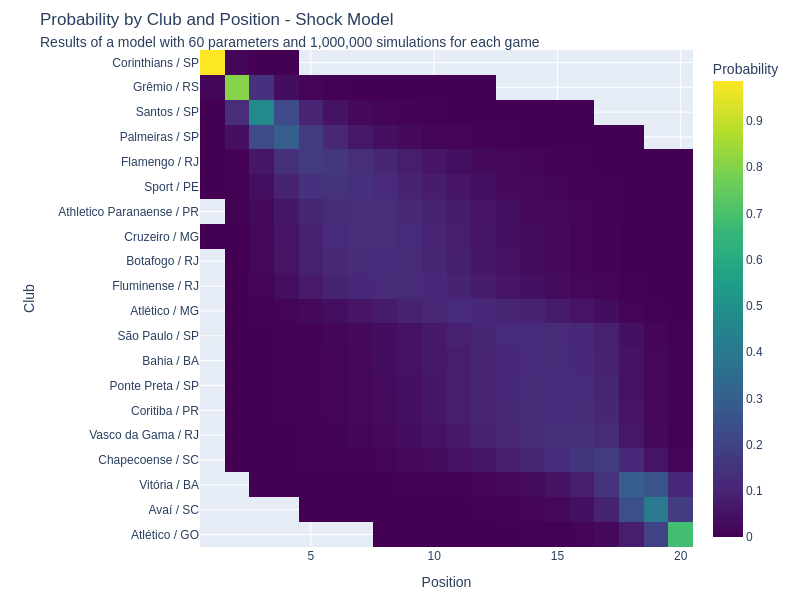 Probability by Club and Position - Shock Model
Results of a model with 60 parameters and 1,000,000 simulations for each game
Probability
Club
Corinthians / SP
Grêmio / RS
Santos / SP
Palmeiras / SP
Flamengo / RJ
Sport / PE
Athletico Paranaense / PR
Cruzeiro / MG
Botafogo / RJ
Fluminense / RJ
Atlético / MG
São Paulo / SP
Bahia / BA
Ponte Preta / SP
Coritiba / PR
Vasco da Gama / RJ
Chapecoense / SC
Vitória / BA
Avaí / SC
Atlético / GO
5
10
15
20
Position
0.9
0.8
0.7
0.6
0.5
0.4
0.3
0.2
0.1
0